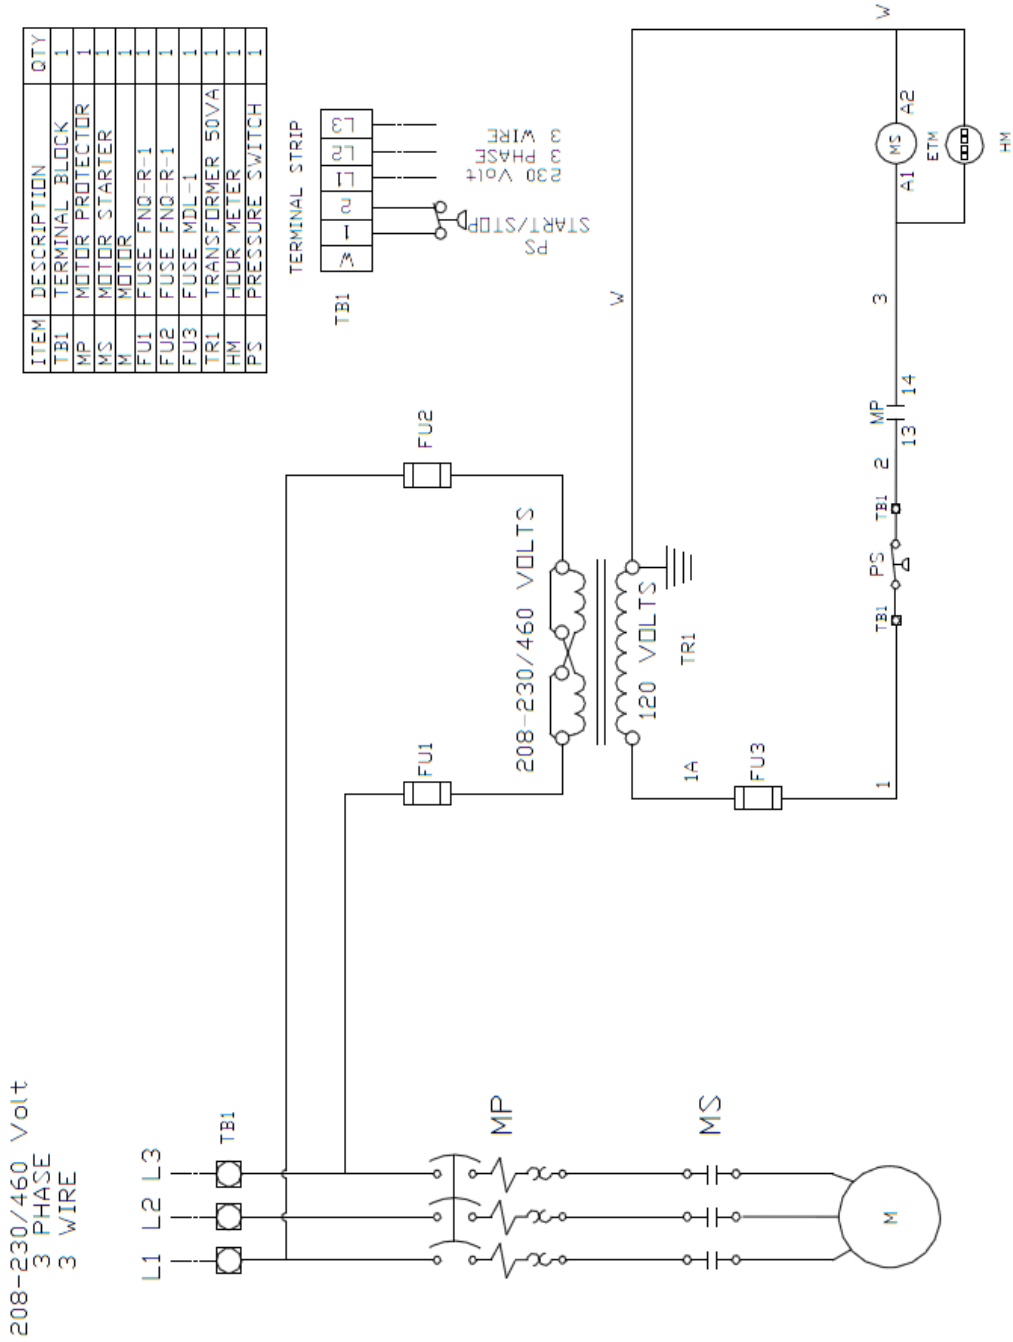 208-230/460 Volt
3 PHASE
3 WIRE
L1 L2 L3
TB1
MP
MS
M
ITEM DESCRIPTION QTY
TB1 TERMINAL BLOCK 1
MP MOTOR PROTECTOR 1
MS MOTOR STARTER 1
M MOTOR 1
FU1 FUSE FNQ-R-1 1
FU2 FUSE FNQ-R-1 1
FU3 FUSE MDL-1 1
TR1 TRANSFORMER 50VA 1
HM HOUR METER 1
PS PRESSURE SWITCH 1
TERMINAL STRIP
TB1
W 1 2 L1 L2 L3
PS
START/STOP
230 Volt
3 PHASE
3 WIRE
FU1
FU2
208-230/460 VOLTS
120 VOLTS
TR1
1A
FU3
W
W
1
TB1
PS
TB1
2
13
MP
14
3
A1
MS
A2
ETM
HM